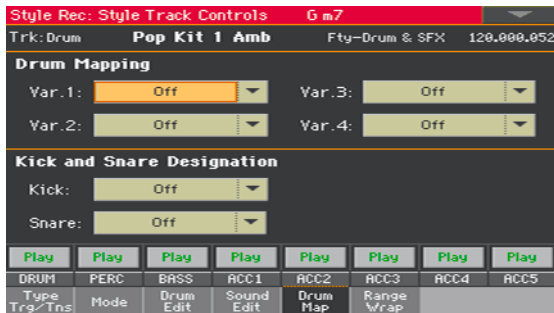 Style Rec: Style Track Controls G m7
Trk:Drum Pop Kit 1 Amb Fty-Drum & SFX 120.000.052
Drum Mapping
Var.1: Off Var.3: Off
Var.2: Off Var.4: Off
Kick and Snare Designation
Kick: Off
Snare: Off
Play Play Play Play Play Play Play Play
DRUM PERC BASS ACC1 ACC2 ACC3 ACC4 ACC5
Type Mode Drum Sound Drum Range
Trg/Tns Edit Edit Map Wrap